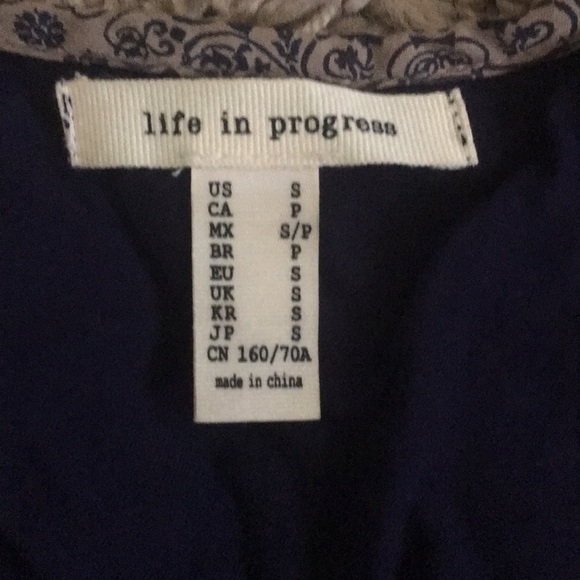 life in progress
US S
CA P
MX S/P
BR P
EU S
UK S
KR S
JP S
CN 160/70A
made in china